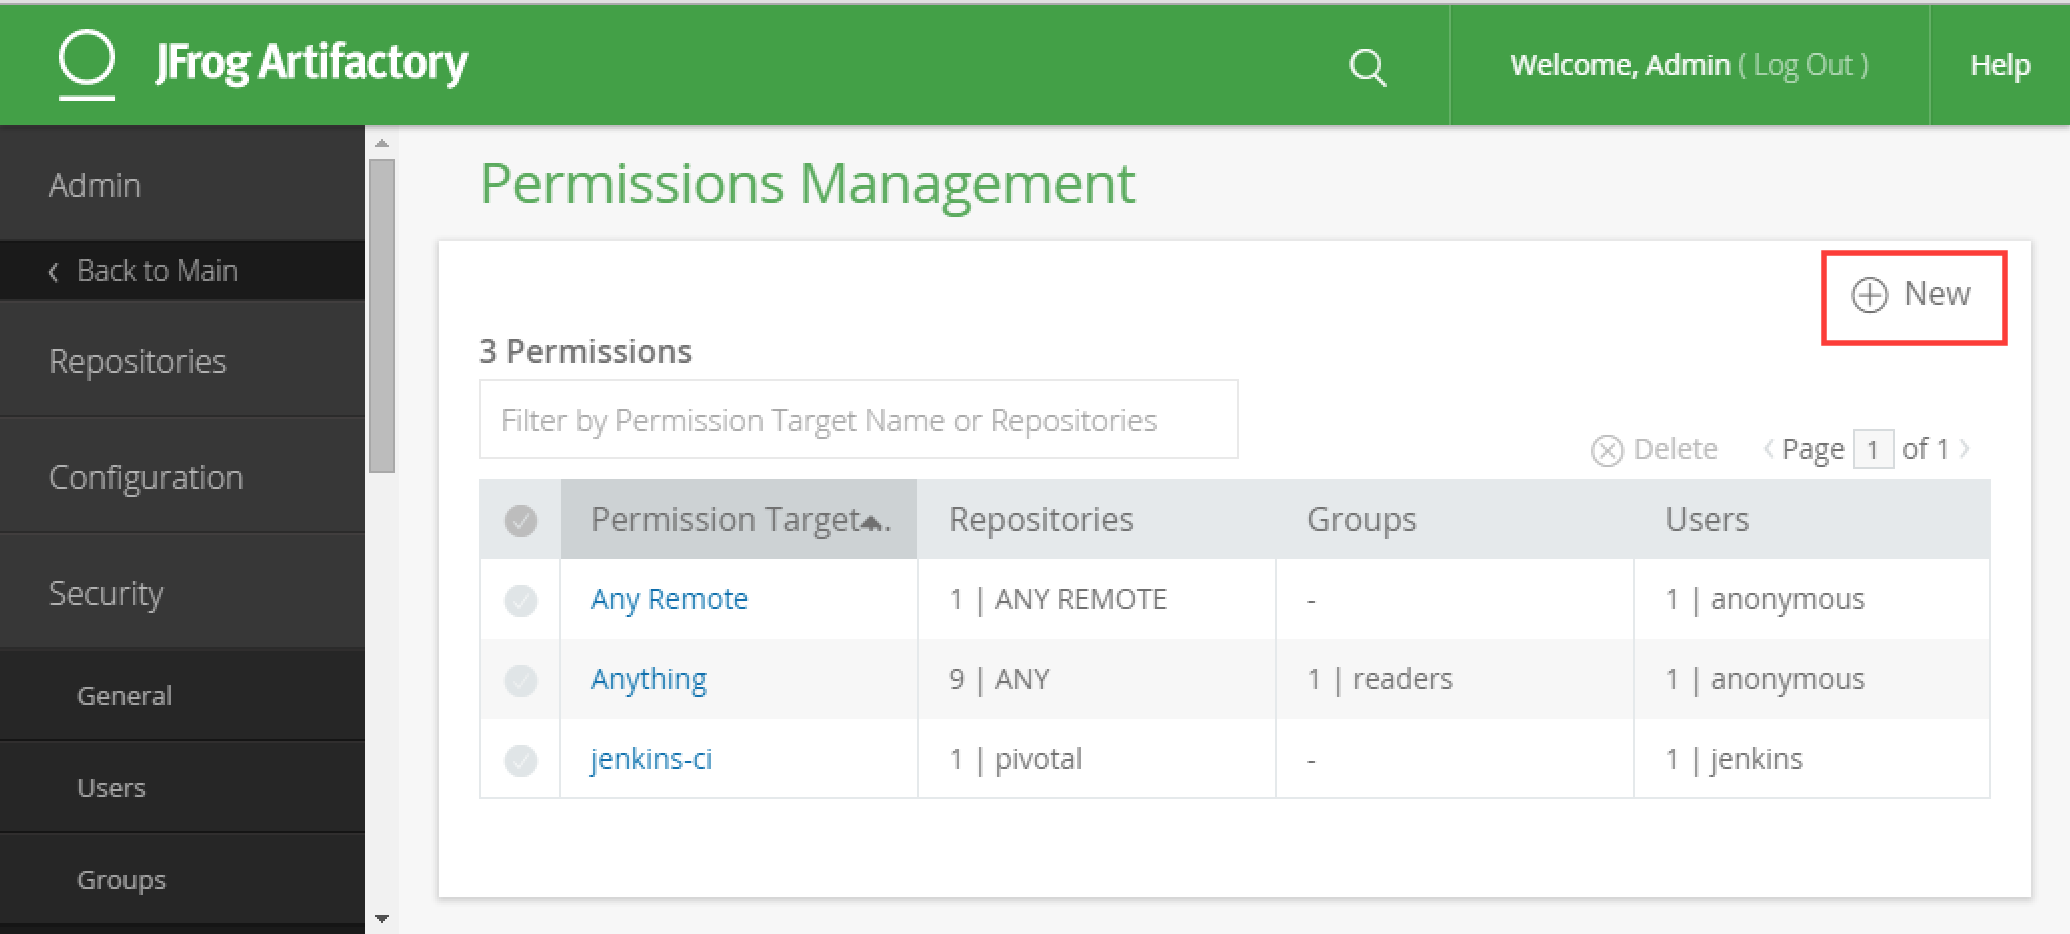 JFrog Artifactory
Welcome, Admin ( Log Out )
Help
Admin
Back to Main
Repositories
Configuration
Security
General
Users
Groups
Permissions Management
New
3 Permissions
Filter by Permission Target Name or Repositories
Delete
Page 1 of 1
Permission Target . Repositories Groups Users
Any Remote 1 | ANY REMOTE - 1 | anonymous
Anything 9 | ANY 1 | readers 1 | anonymous
jenkins-ci 1 | pivotal - 1 | jenkins